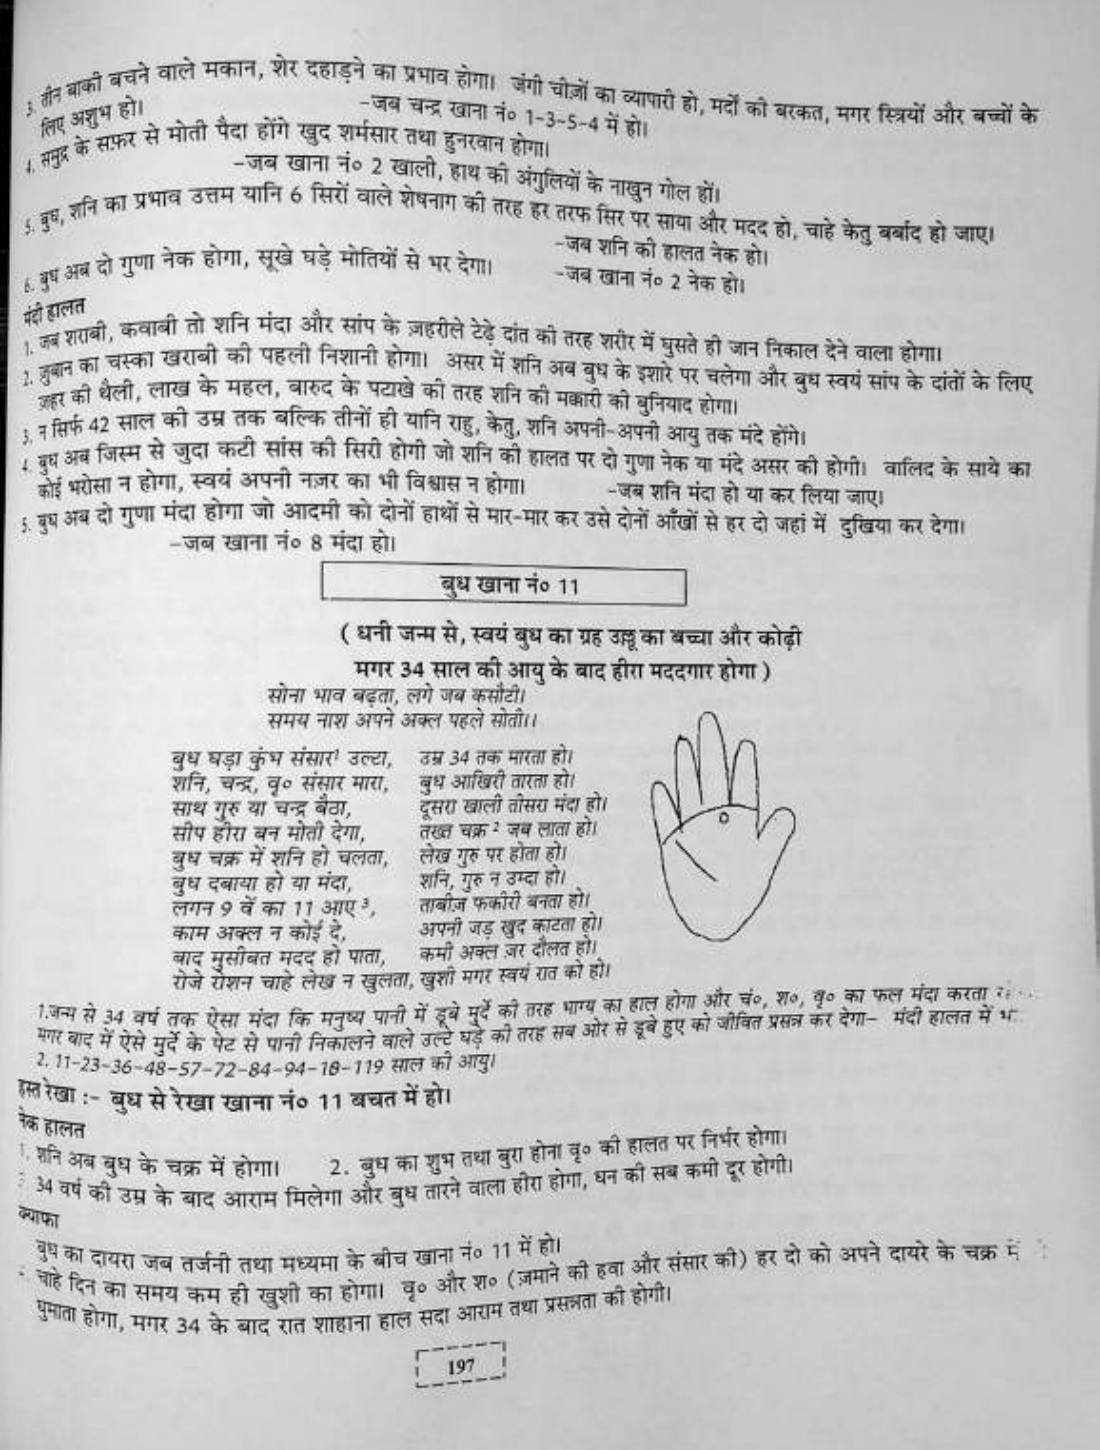 3. तीन बाकी बचने वाले मकान, शेर दहाड़ने का प्रभाव होगा। जंगी चीज़ों का व्यापारी हो, मर्दों की बरकत, मगर स्त्रियों और बच्चों के
लिए अशुभ हो। -जब चन्द्र खाना नं० 1-3-5-4 में हो।
4. समुद्र के सफ़र से मोती पैदा होंगे खुद शर्मसार तथा हुनरवान होगा।
-जब खाना नं० 2 खाली, हाथ की अंगुलियों के नाखुन गोल हों।
5. बुध, शनि का प्रभाव उत्तम यानि 6 सिरों वाले शेषनाग की तरह हर तरफ सिर पर साया और मदद हो, चाहे केतु बर्बाद हो जाए।
-जब शनि की हालत नेक हो।
6. बुध अब दो गुणा नेक होगा, सूखे घड़े मोतियों से भर देगा। -जब खाना नं० 2 नेक हो।
मंदी हालत
1. जब शराबी, कवाबी तो शनि मंदा और सांप के ज़हरीले टेढ़े दांत की तरह शरीर में घुसते ही जान निकाल देने वाला होगा।
2. ज़ुबान का चस्का खराबी की पहली निशानी होगा। असर में शनि अब बुध के इशारे पर चलेगा और बुध स्वयं सांप के दांतों के लिए
ज़हर की थैली, लाख के महल, बारुद के पटाखे की तरह शनि की मक्कारी की बुनियाद होगा।
3. न सिर्फ 42 साल की उम्र तक बल्कि तीनों ही यानि राहु, केतु, शनि अपनी-अपनी आयु तक मंदे होंगे।
4. बुध अब जिस्म से जुदा कटी सांस की सिरी होगी जो शनि की हालत पर दो गुणा नेक या मंदे असर की होगी। वालिद के साये का
कोई भरोसा न होगा, स्वयं अपनी नज़र का भी विश्वास न होगा। -जब शनि मंदा हो या कर लिया जाए।
5. बुध अब दो गुणा मंदा होगा जो आदमी को दोनों हाथों से मार-मार कर उसे दोनों आँखों से हर दो जहां में दुखिया कर देगा।
-जब खाना नं० 8 मंदा हो।
बुध खाना नं० 11
( धनी जन्म से, स्वयं बुध का ग्रह उल्लू का बच्चा और कोढ़ी
मगर 34 साल की आयु के बाद हीरा मददगार होगा )
सोना भाव बढ़ता, लगे जब कसौटी।
समय नाश अपने अक्ल पहले सोती।।
बुध घड़ा कुंभ संसार¹ उल्टा, उम्र 34 तक मारता हो।
शनि, चन्द्र, वृ० संसार मारा, बुध आखिरी तारता हो।
साथ गुरु या चन्द्र बैठा, दूसरा खाली तीसरा मंदा हो।
सीप हीरा बन मोती देगा, तख्त चक्र ² जब लाता हो।
बुध चक्र में शनि हो चलता, लेख गुरु पर होता हो।
बुध दबाया हो या मंदा, शनि, गुरु न उम्दा हो।
लगन 9 वें का 11 आए ³, ताबीज़ फकीरी बनता हो।
काम अक्ल न कोई दे, अपनी जड़ खुद काटता हो।
बाद मुसीबत मदद हो पाता, कमी अक्ल ज़र दौलत हो।
रोजे रोशन चाहे लेख न खुलता, खुशी मगर स्वयं रात को हो।
1.जन्म से 34 वर्ष तक ऐसा मंदा कि मनुष्य पानी में डूबे मुर्दे की तरह भाग्य का हाल होगा और चं०, श०, वृ० का फल मंदा करता
मगर बाद में ऐसे मुर्दे के पेट से पानी निकालने वाले उल्टे घड़े की तरह सब ओर से डूबे हुए को जीवित प्रसन्न कर देगा- मंदी हालत में
2. 11-23-36-48-57-72-84-94-10-119 साल की आयु।
हस्त रेखा :- बुध से रेखा खाना नं० 11 बचत में हो।
नेक हालत
1. शनि अब बुध के चक्र में होगा। 2. बुध का शुभ तथा बुरा होना वृ० की हालत पर निर्भर होगा।
34 वर्ष की उम्र के बाद आराम मिलेगा और बुध तारने वाला हीरा होगा, धन की सब कमी दूर होगी।
क्याफा
बुध का दायरा जब तर्जनी तथा मध्यमा के बीच खाना नं० 11 में हो।
चाहे दिन का समय कम ही खुशी का होगा। वृ० और श० (ज़माने की हवा और संसार की) हर दो को अपने दायरे के चक्र में
घुमाता होगा, मगर 34 के बाद रात शाहाना हाल सदा आराम तथा प्रसन्नता की होगी।
197